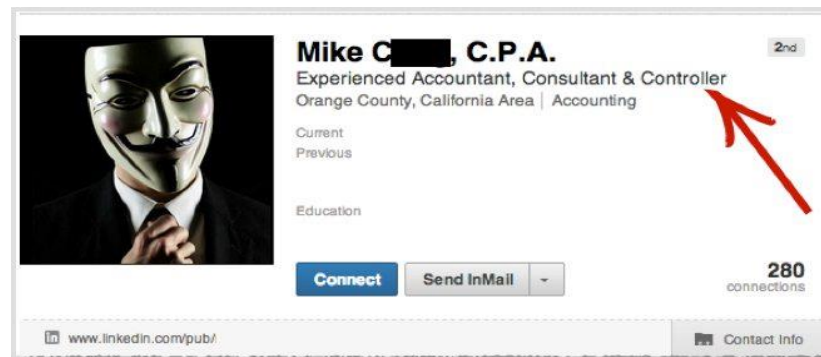 Mike C, C.P.A.
2nd
Experienced Accountant, Consultant & Controller
Orange County, California Area | Accounting
Current
Previous
Education
Connect
Send InMail
280
connections
in www.linkedin.com/pub/
Contact Info